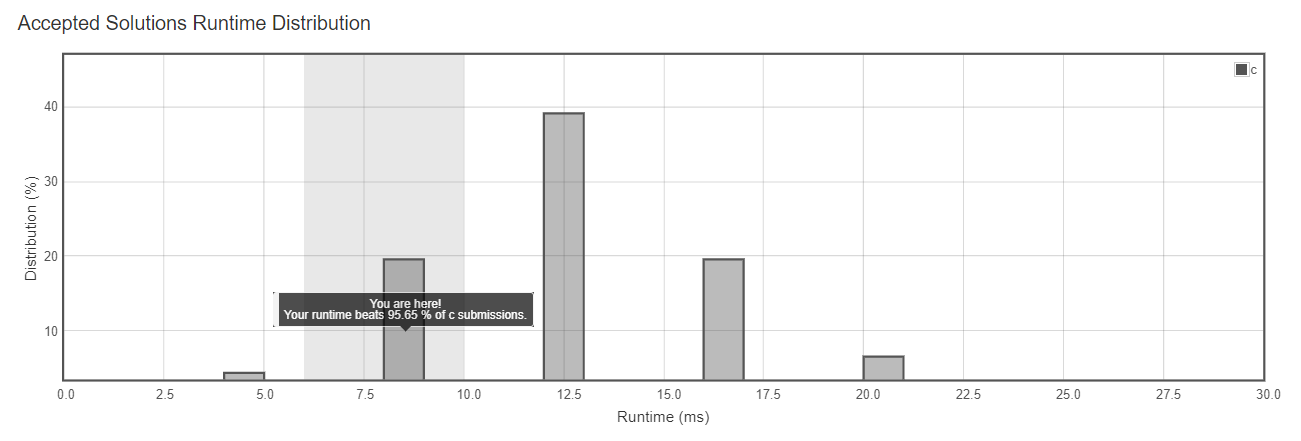 Accepted Solutions Runtime Distribution
c
40
30
20
10
Distribution (%)
You are here!
Your runtime beats 95.65 % of c submissions.
0.0 2.5 5.0 7.5 10.0 12.5 15.0 17.5 20.0 22.5 25.0 27.5 30.0
Runtime (ms)